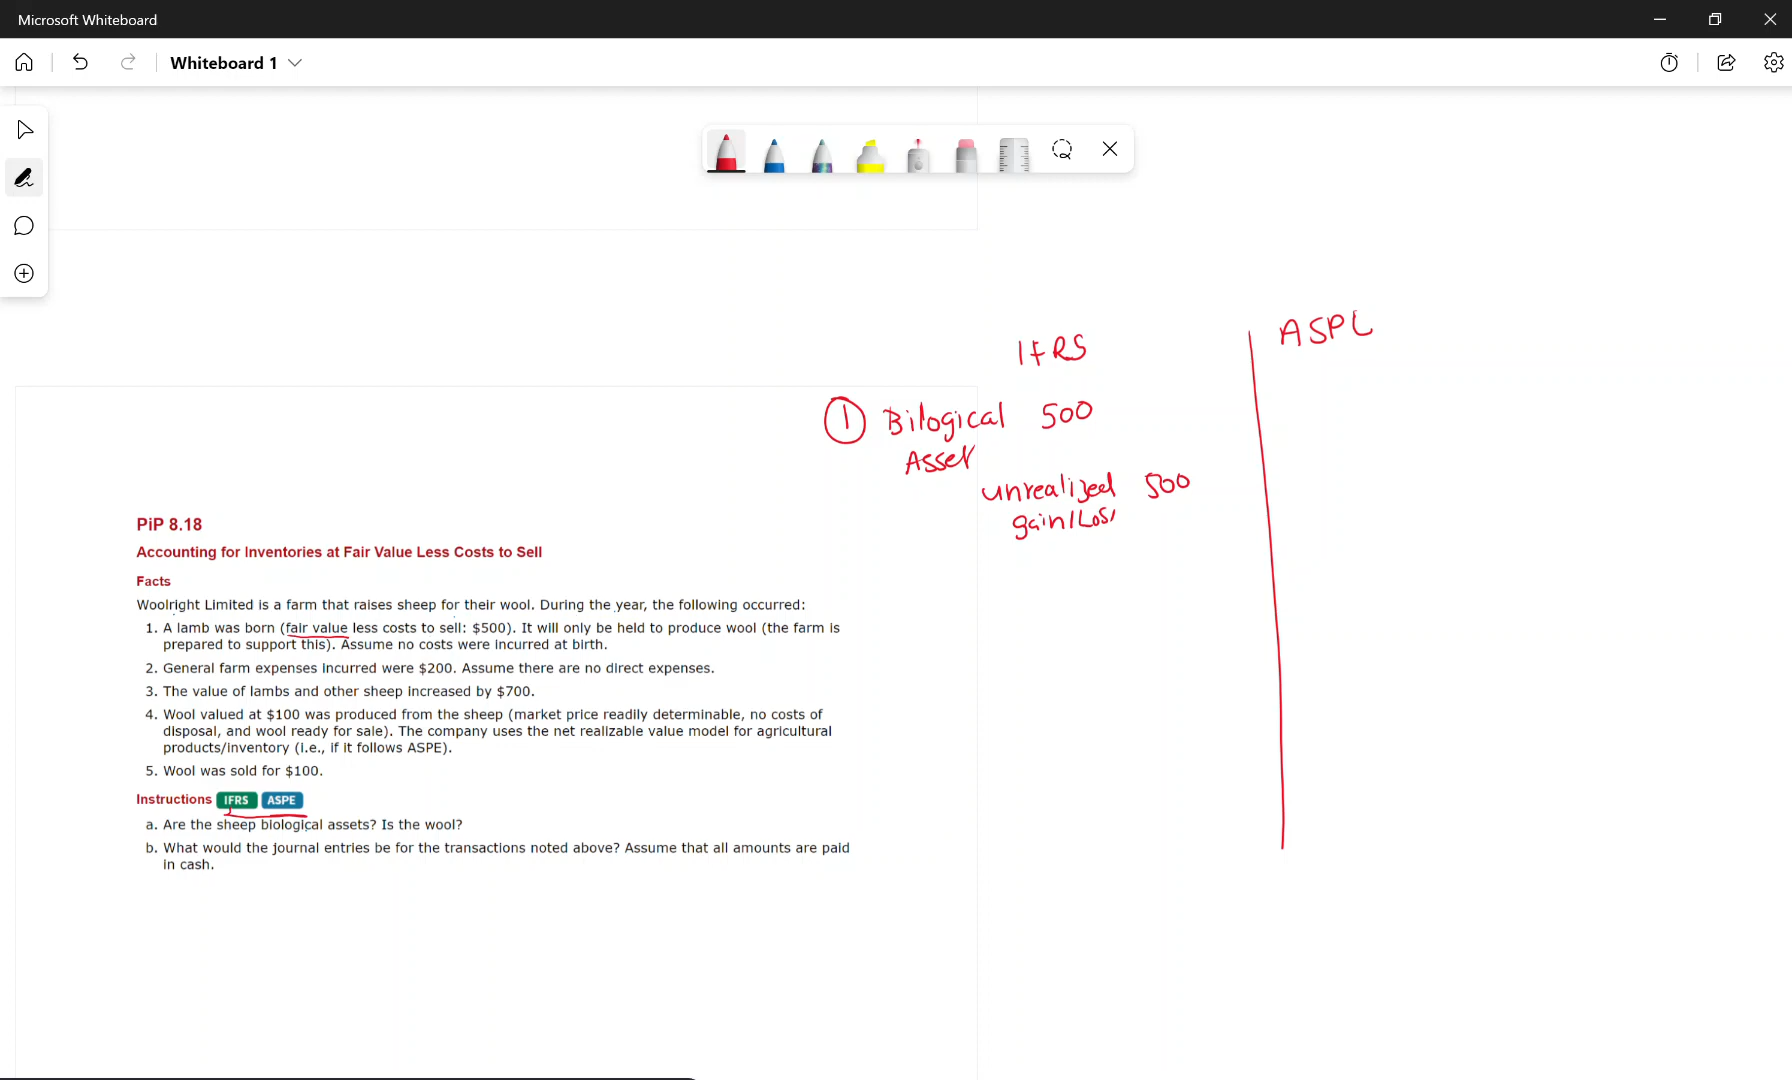 Microsoft Whiteboard
Whiteboard 1
IFRS
ASPE
1 Bilogical 500
Asset
unrealized 500
gain/Loss
PiP 8.18
Accounting for Inventories at Fair Value Less Costs to Sell
Facts
Woolright Limited is a farm that raises sheep for their wool. During the year, the following occurred:
1. A lamb was born (fair value less costs to sell: $500). It will only be held to produce wool (the farm is
prepared to support this). Assume no costs were incurred at birth.
2. General farm expenses incurred were $200. Assume there are no direct expenses.
3. The value of lambs and other sheep increased by $700.
4. Wool valued at $100 was produced from the sheep (market price readily determinable, no costs of
disposal, and wool ready for sale). The company uses the net realizable value model for agricultural
products/inventory (i.e., if it follows ASPE).
5. Wool was sold for $100.
Instructions IFRS ASPE
a. Are the sheep biological assets? Is the wool?
b. What would the journal entries be for the transactions noted above? Assume that all amounts are paid
in cash.